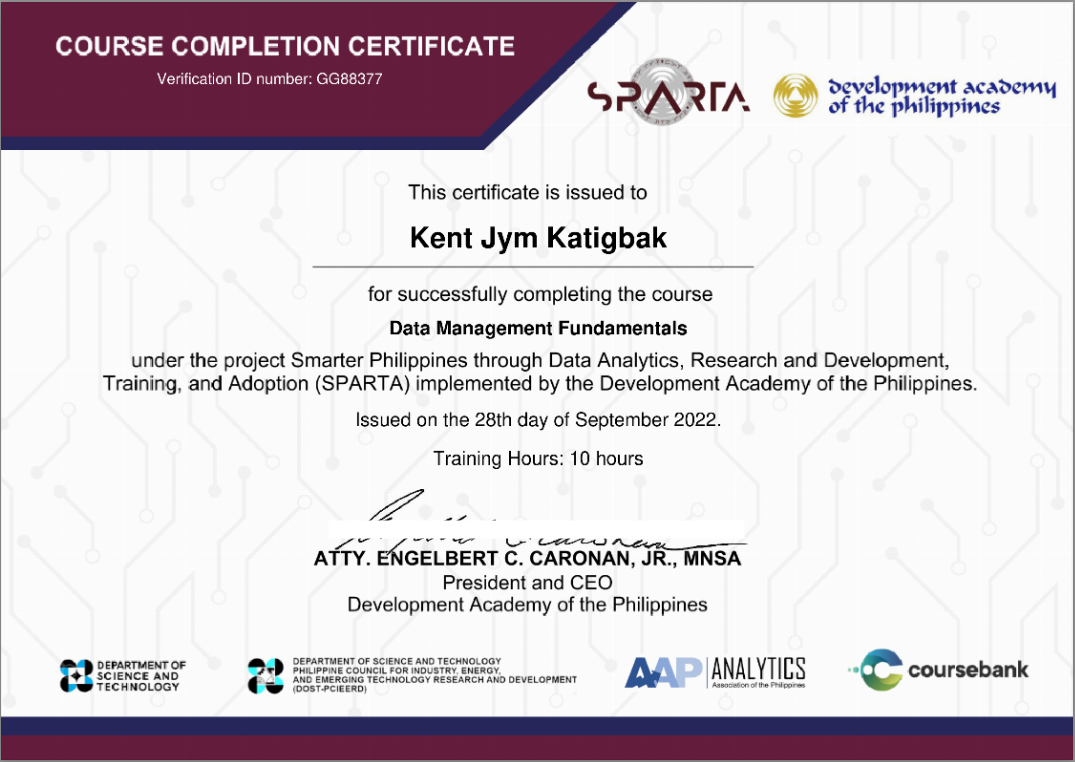 COURSE COMPLETION CERTIFICATE
Verification ID number: GG88377
SPARTA
development academy
of the philippines
This certificate is issued to
Kent Jym Katigbak
for successfully completing the course
Data Management Fundamentals
under the project Smarter Philippines through Data Analytics, Research and Development,
Training, and Adoption (SPARTA) implemented by the Development Academy of the Philippines.
Issued on the 28th day of September 2022.
Training Hours: 10 hours
ATTY. ENGELBERT C. CARONAN, JR., MNSA
President and CEO
Development Academy of the Philippines
DEPARTMENT OF
SCIENCE AND
TECHNOLOGY
DEPARTMENT OF SCIENCE AND TECHNOLOGY
PHILIPPINE COUNCIL FOR INDUSTRY, ENERGY,
AND EMERGING TECHNOLOGY RESEARCH AND DEVELOPMENT
(DOST-PCIEERD)
AAP ANALYTICS
Association of the Philippines
coursebank